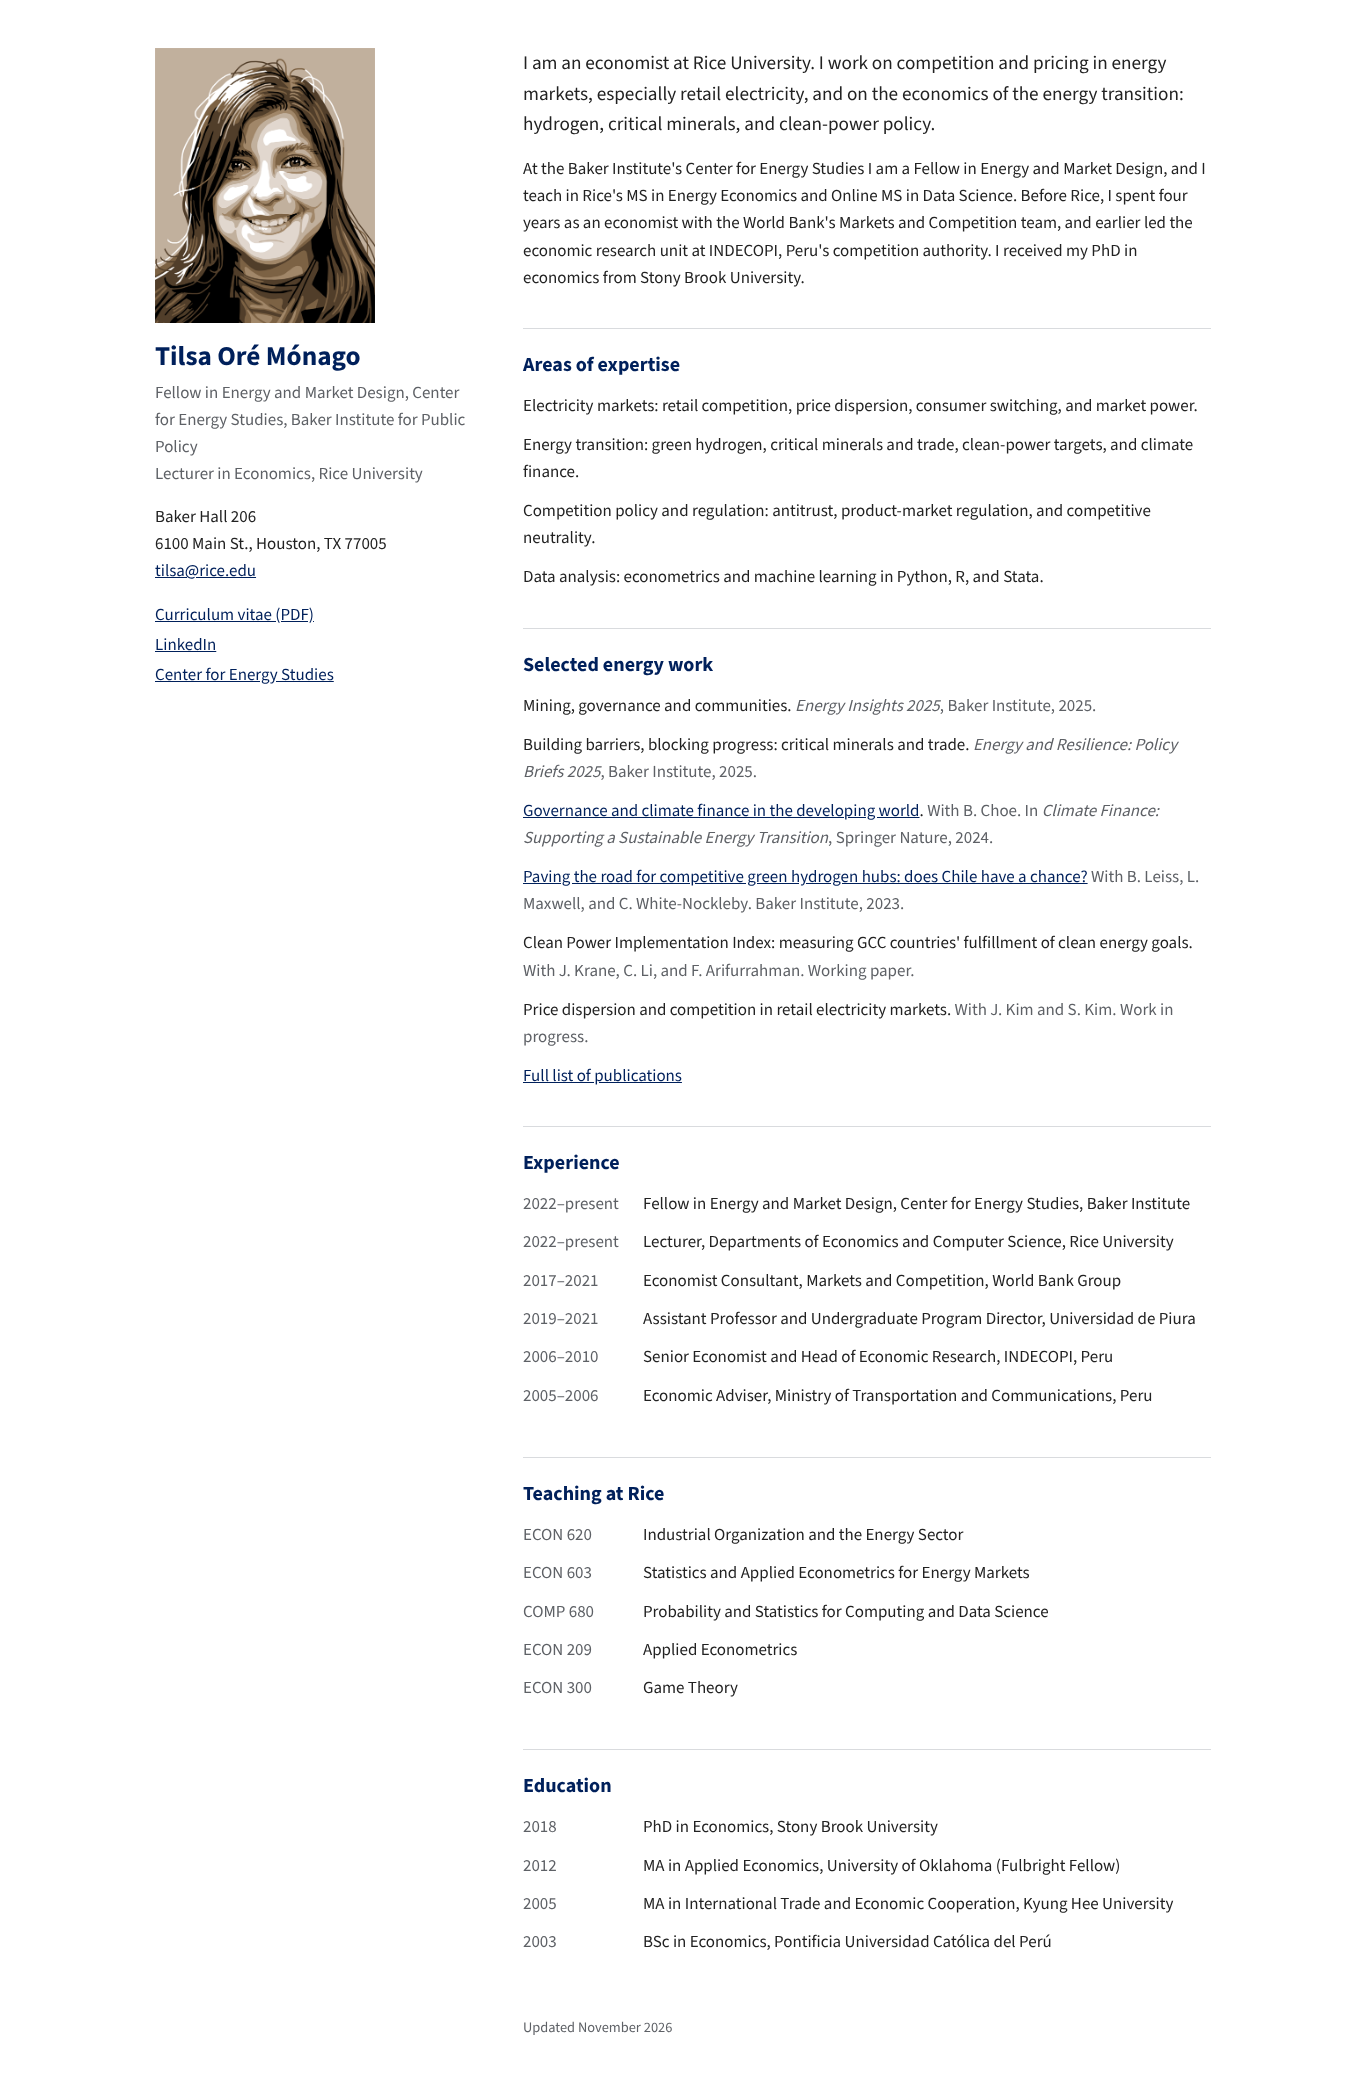 Tilsa Oré Mónago
Fellow in Energy and Market Design, Center
for Energy Studies, Baker Institute for Public
Policy
Lecturer in Economics, Rice University
Baker Hall 206
6100 Main St., Houston, TX 77005
tilsa@rice.edu
Curriculum vitae (PDF)
LinkedIn
Center for Energy Studies
I am an economist at Rice University. I work on competition and pricing in energy
markets, especially retail electricity, and on the economics of the energy transition:
hydrogen, critical minerals, and clean-power policy.
At the Baker Institute's Center for Energy Studies I am a Fellow in Energy and Market Design, and I
teach in Rice's MS in Energy Economics and Online MS in Data Science. Before Rice, I spent four
years as an economist with the World Bank's Markets and Competition team, and earlier led the
economic research unit at INDECOPI, Peru's competition authority. I received my PhD in
economics from Stony Brook University.
Areas of expertise
Electricity markets: retail competition, price dispersion, consumer switching, and market power.
Energy transition: green hydrogen, critical minerals and trade, clean-power targets, and climate
finance.
Competition policy and regulation: antitrust, product-market regulation, and competitive
neutrality.
Data analysis: econometrics and machine learning in Python, R, and Stata.
Selected energy work
Mining, governance and communities. Energy Insights 2025, Baker Institute, 2025.
Building barriers, blocking progress: critical minerals and trade. Energy and Resilience: Policy
Briefs 2025, Baker Institute, 2025.
Governance and climate finance in the developing world. With B. Choe. In Climate Finance:
Supporting a Sustainable Energy Transition, Springer Nature, 2024.
Paving the road for competitive green hydrogen hubs: does Chile have a chance? With B. Leiss, L.
Maxwell, and C. White-Nockleby. Baker Institute, 2023.
Clean Power Implementation Index: measuring GCC countries' fulfillment of clean energy goals.
With J. Krane, C. Li, and F. Arifurrahman. Working paper.
Price dispersion and competition in retail electricity markets. With J. Kim and S. Kim. Work in
progress.
Full list of publications
Experience
2022–present Fellow in Energy and Market Design, Center for Energy Studies, Baker Institute
2022–present Lecturer, Departments of Economics and Computer Science, Rice University
2017–2021 Economist Consultant, Markets and Competition, World Bank Group
2019–2021 Assistant Professor and Undergraduate Program Director, Universidad de Piura
2006–2010 Senior Economist and Head of Economic Research, INDECOPI, Peru
2005–2006 Economic Adviser, Ministry of Transportation and Communications, Peru
Teaching at Rice
ECON 620 Industrial Organization and the Energy Sector
ECON 603 Statistics and Applied Econometrics for Energy Markets
COMP 680 Probability and Statistics for Computing and Data Science
ECON 209 Applied Econometrics
ECON 300 Game Theory
Education
2018 PhD in Economics, Stony Brook University
2012 MA in Applied Economics, University of Oklahoma (Fulbright Fellow)
2005 MA in International Trade and Economic Cooperation, Kyung Hee University
2003 BSc in Economics, Pontificia Universidad Católica del Perú
Updated November 2026